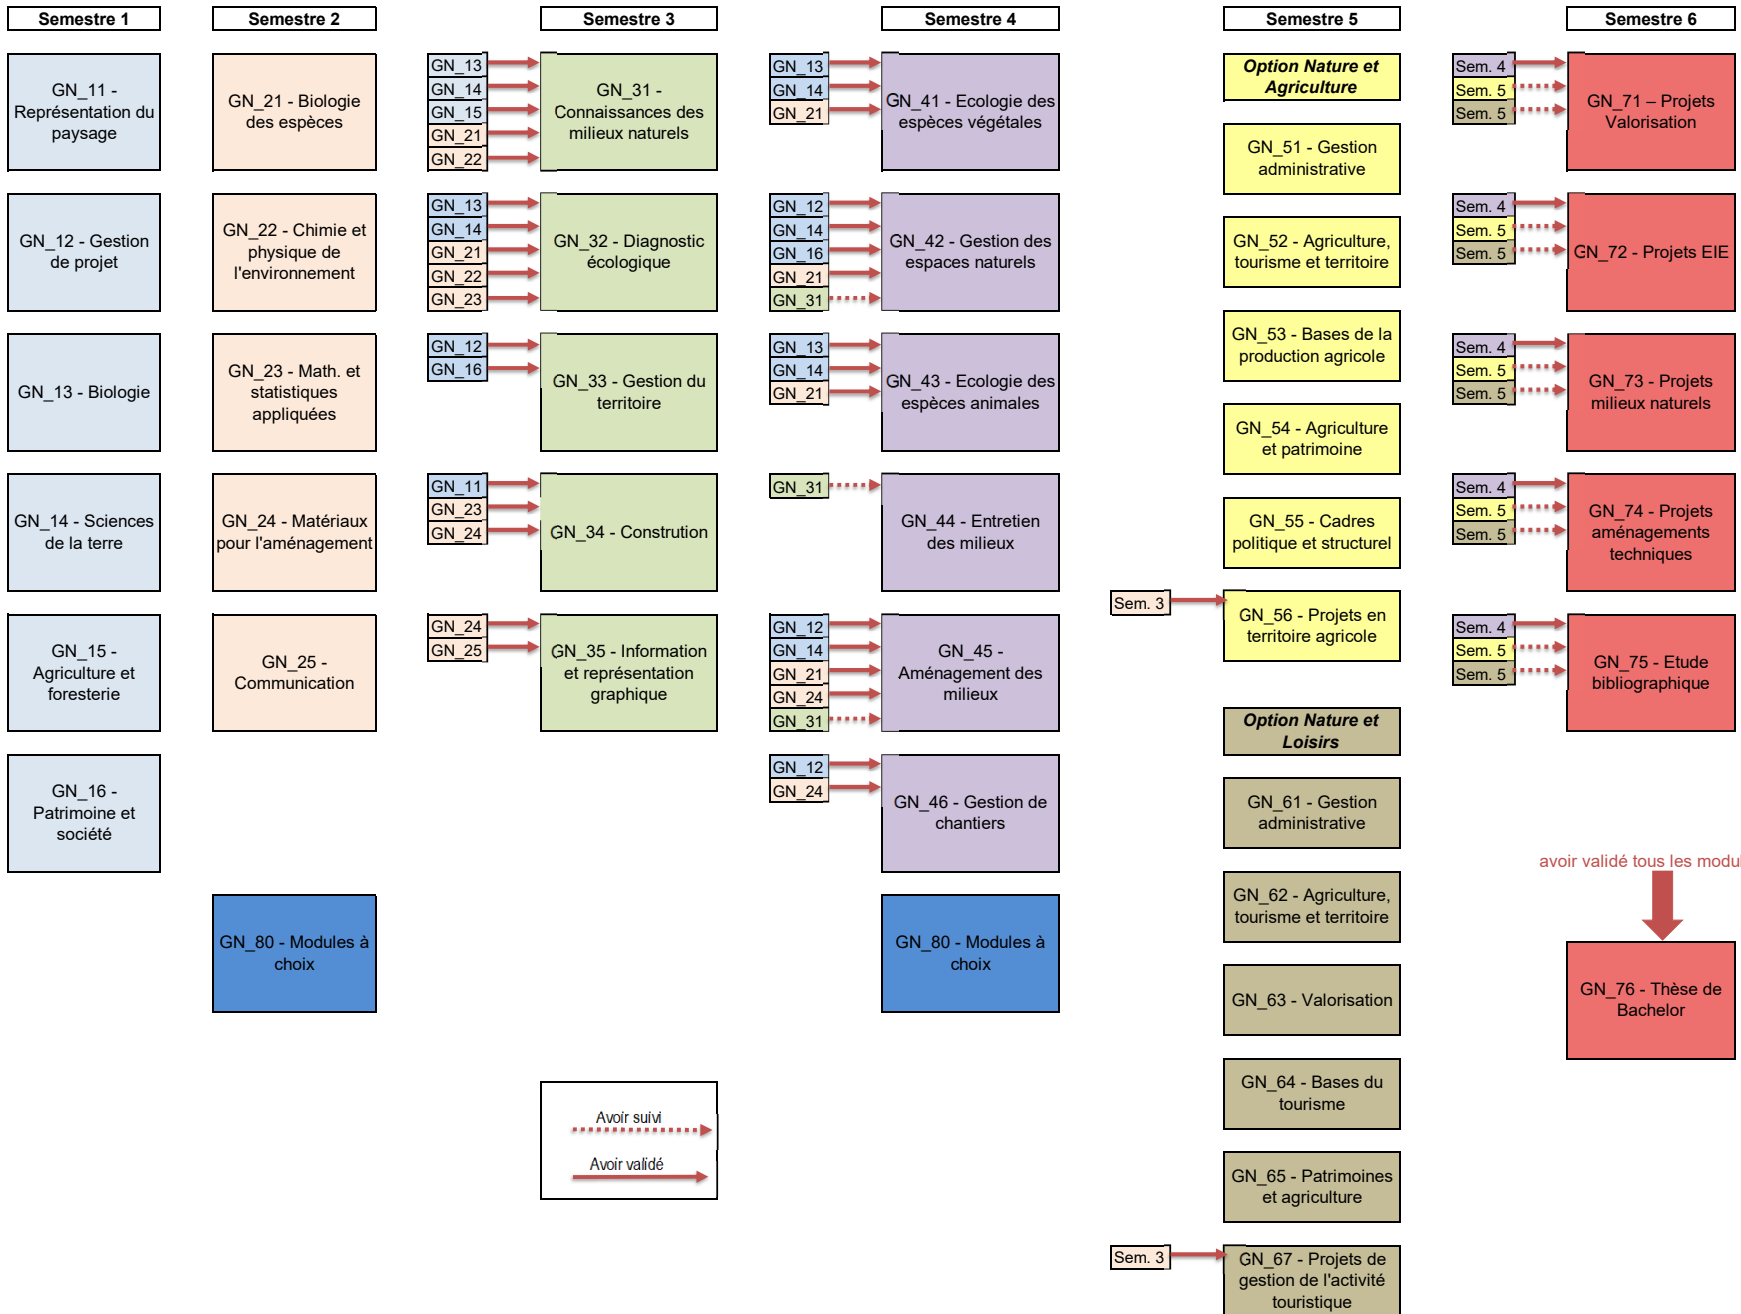 Semestre 1
Semestre 2
Semestre 3
Semestre 4
Semestre 5
Semestre 6
GN_11 -
Représentation du
paysage
GN_12 - Gestion
de projet
GN_13 - Biologie
GN_14 - Sciences
de la terre
GN_15 -
Agriculture et
foresterie
GN_16 -
Patrimoine et
société
GN_21 - Biologie
des espèces
GN_22 - Chimie et
physique de
l'environnement
GN_23 - Math. et
statistiques
appliquées
GN_24 - Matériaux
pour l'aménagement
GN_25 -
Communication
GN_80 - Modules à
choix
GN_13
GN_14
GN_15
GN_21
GN_22
GN_31 -
Connaissances des
milieux naturels
GN_13
GN_14
GN_21
GN_22
GN_23
GN_32 - Diagnostic
écologique
GN_12
GN_16
GN_33 - Gestion du
territoire
GN_11
GN_23
GN_24
GN_34 - Constrution
GN_24
GN_25
GN_35 - Information
et représentation
graphique
Avoir suivi
Avoir validé
GN_13
GN_14
GN_21
GN_41 - Ecologie des
espèces végétales
GN_12
GN_14
GN_16
GN_21
GN_31
GN_42 - Gestion des
espaces naturels
GN_13
GN_14
GN_21
GN_43 - Ecologie des
espèces animales
GN_31
GN_44 - Entretien
des milieux
GN_12
GN_14
GN_21
GN_24
GN_31
GN_45 -
Aménagement des
milieux
GN_12
GN_24
GN_46 - Gestion de
chantiers
GN_80 - Modules à
choix
Option Nature et
Agriculture
GN_51 - Gestion
administrative
GN_52 - Agriculture,
tourisme et territoire
GN_53 - Bases de la
production agricole
GN_54 - Agriculture
et patrimoine
GN_55 - Cadres
politique et structurel
Sem. 3
GN_56 - Projets en
territoire agricole
Option Nature et
Loisirs
GN_61 - Gestion
administrative
GN_62 - Agriculture,
tourisme et territoire
GN_63 - Valorisation
GN_64 - Bases du
tourisme
GN_65 - Patrimoines
et agriculture
Sem. 3
GN_67 - Projets de
gestion de l'activité
touristique
Sem. 4
Sem. 5
Sem. 5
GN_71 – Projets
Valorisation
Sem. 4
Sem. 5
Sem. 5
GN_72 - Projets EIE
Sem. 4
Sem. 5
Sem. 5
GN_73 - Projets
milieux naturels
Sem. 4
Sem. 5
Sem. 5
GN_74 - Projets
aménagements
techniques
Sem. 4
Sem. 5
Sem. 5
GN_75 - Etude
bibliographique
avoir validé tous les modu
GN_76 - Thèse de
Bachelor